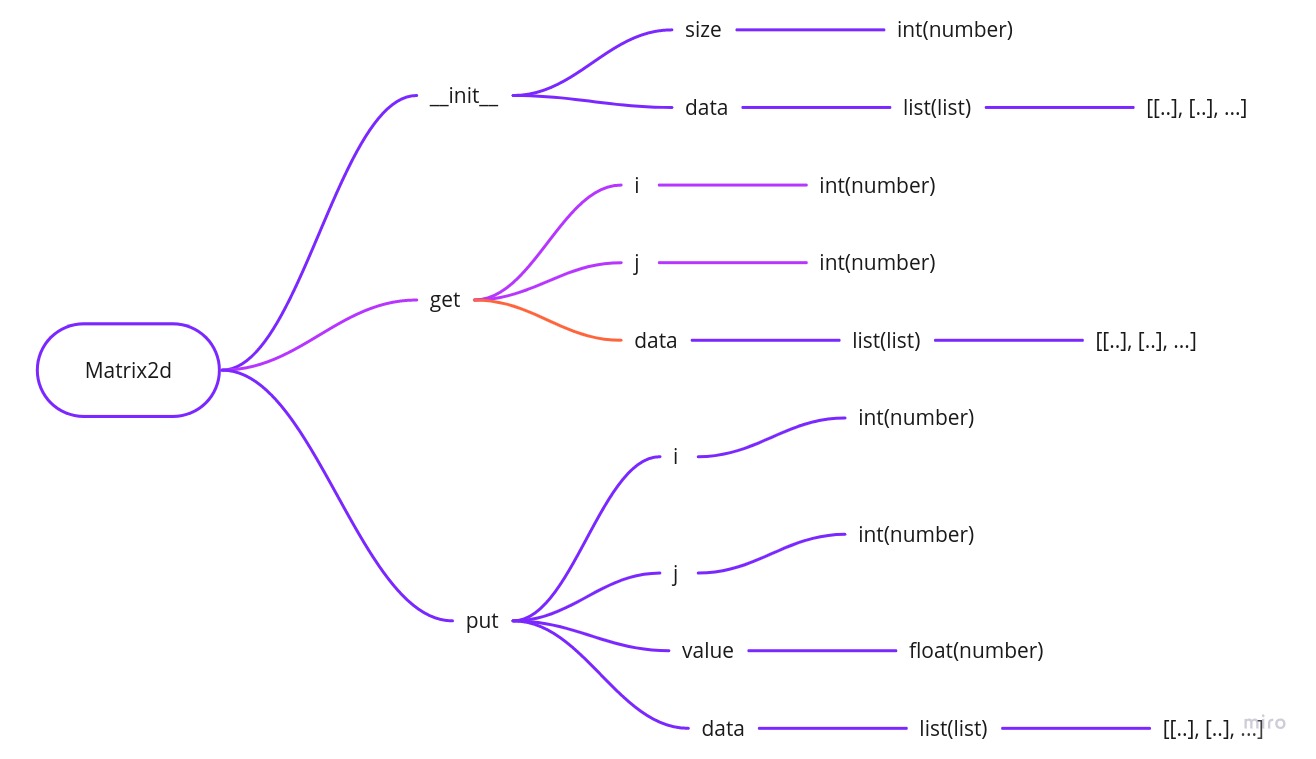 Matrix2d
__init__
size
int(number)
data
list(list)
[[..], [..], ...]
get
i
int(number)
j
int(number)
data
list(list)
[[..], [..], ...]
put
i
int(number)
j
int(number)
value
float(number)
data
list(list)
[[..], [..], ...]
miro